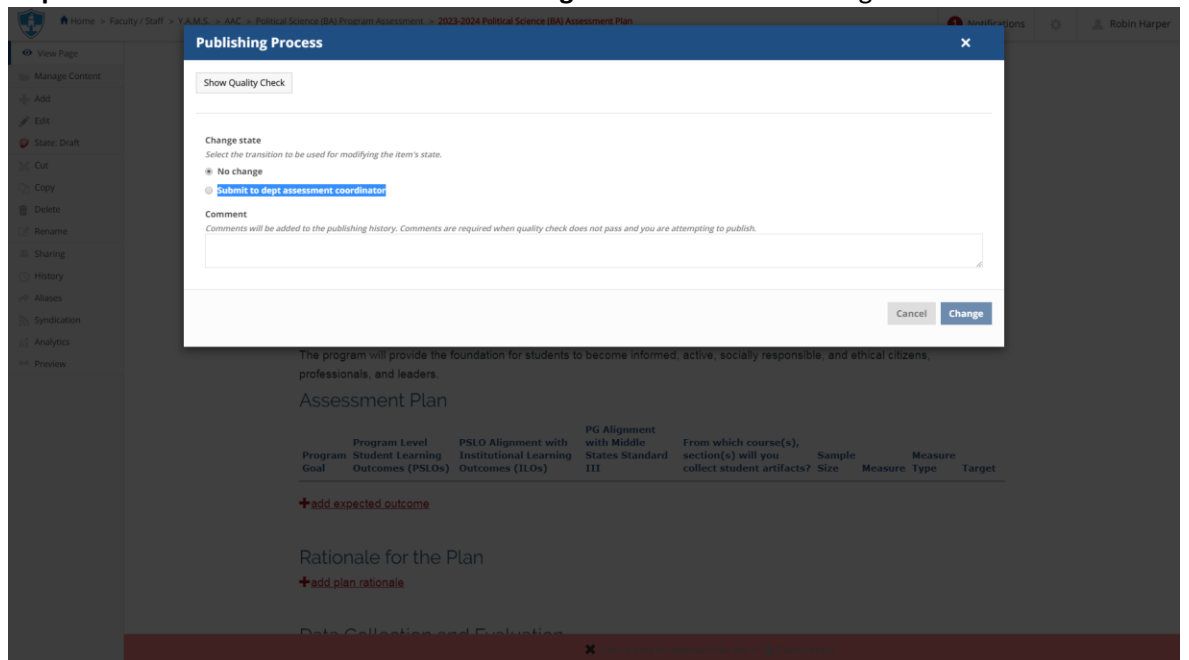 Home > Faculty / Staff > Y.A.M.S. > AAC > Political Science (BA) Program Assessment > 2023-2024 Political Science (BA) Assessment Plan
Notifications
Robin Harper
Publishing Process
×
View Page
Manage Content
Add
Edit
State: Draft
Cut
Copy
Delete
Rename
Sharing
History
Aliases
Syndication
Analytics
Preview
Show Quality Check
Change state
Select the transition to be used for modifying the item's state.
No change
Submit to dept assessment coordinator
Comment
Comments will be added to the publishing history. Comments are required when quality check does not pass and you are attempting to publish.
Cancel
Change
The program will provide the foundation for students to become informed, active, socially responsible, and ethical citizens,
professionals, and leaders.
Assessment Plan
Program Goal
Program Level Student Learning Outcomes (PSLOs)
PSLO Alignment with Institutional Learning Outcomes (ILOs)
PG Alignment with Middle States Standard III
From which course(s), section(s) will you collect student artifacts?
Sample Size
Measure
Measure Type
Target
add expected outcome
Rationale for the Plan
add plan rationale
Data Collection and Evaluation